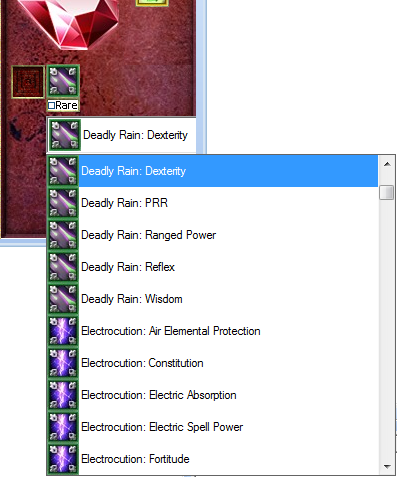 Rare
Deadly Rain: Dexterity
Deadly Rain: Dexterity
Deadly Rain: PRR
Deadly Rain: Ranged Power
Deadly Rain: Reflex
Deadly Rain: Wisdom
Electrocution: Air Elemental Protection
Electrocution: Constitution
Electrocution: Electric Absorption
Electrocution: Electric Spell Power
Electrocution: Fortitude